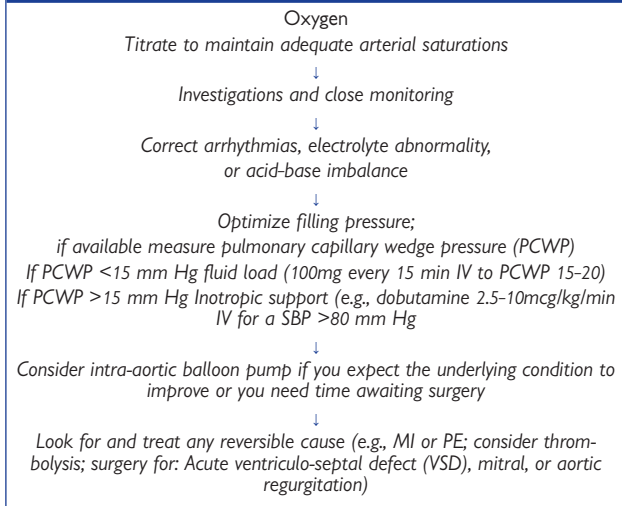 Oxygen
Titrate to maintain adequate arterial saturations
↓
Investigations and close monitoring
↓
Correct arrhythmias, electrolyte abnormality,
or acid-base imbalance
↓
Optimize filling pressure;
if available measure pulmonary capillary wedge pressure (PCWP)
If PCWP <15 mm Hg fluid load (100mg every 15 min IV to PCWP 15–20)
If PCWP >15 mm Hg Inotropic support (e.g., dobutamine 2.5–10mcg/kg/min
IV for a SBP >80 mm Hg
↓
Consider intra-aortic balloon pump if you expect the underlying condition to
improve or you need time awaiting surgery
↓
Look for and treat any reversible cause (e.g., MI or PE; consider throm-
bolysis; surgery for: Acute ventriculo-septal defect (VSD), mitral, or aortic
regurgitation)